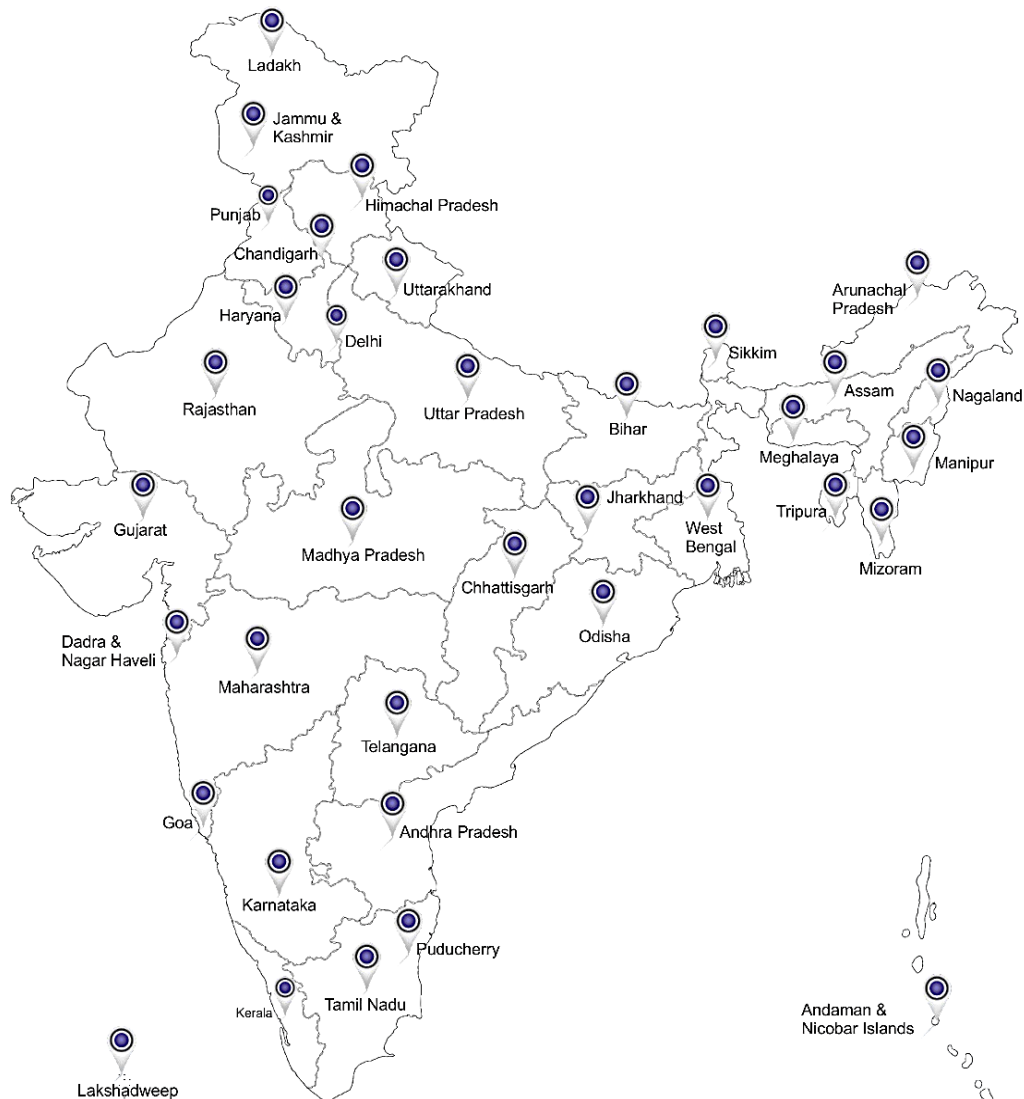 Ladakh
Jammu &
Kashmir
Himachal Pradesh
Punjab
Chandigarh
Uttarakhand
Haryana
Delhi
Arunachal
Pradesh
Sikkim
Assam
Nagaland
Rajasthan
Uttar Pradesh
Bihar
Meghalaya
Manipur
Jharkhand
Tripura
Gujarat
West
Bengal
Madhya Pradesh
Mizoram
Chhattisgarh
Odisha
Dadra &
Nagar Haveli
Maharashtra
Telangana
Goa
Andhra Pradesh
Karnataka
Puducherry
Tamil Nadu
Kerala
Andaman &
Nicobar Islands
Lakshadweep